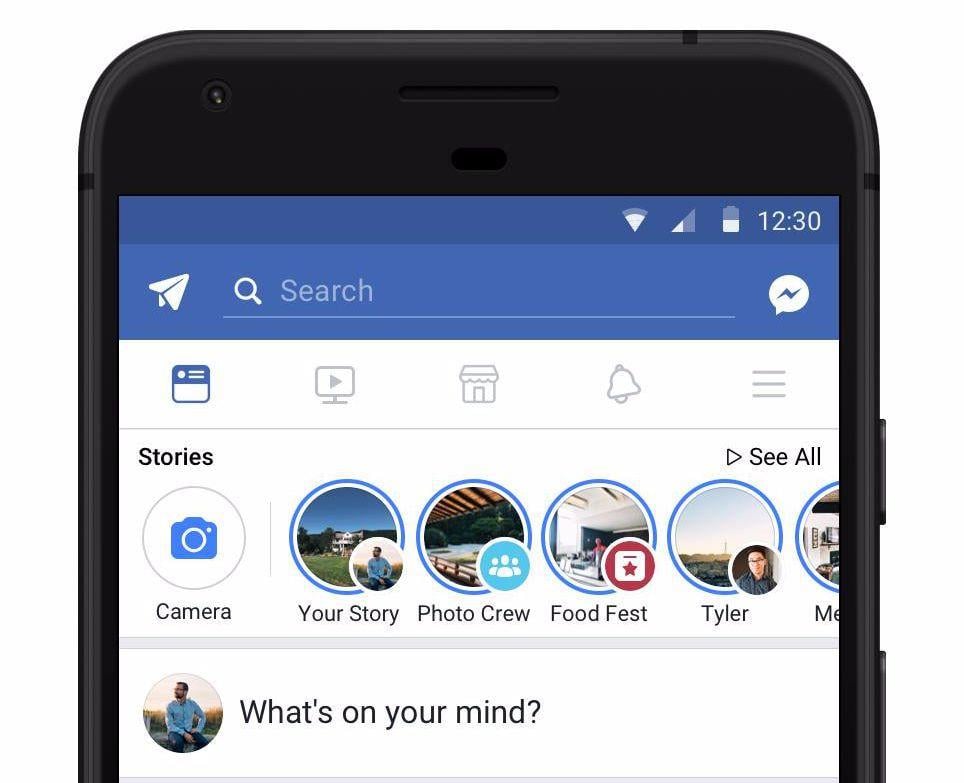 12:30
Search
Stories
See All
Camera
Your Story
Photo Crew
Food Fest
Tyler
Me
What's on your mind?